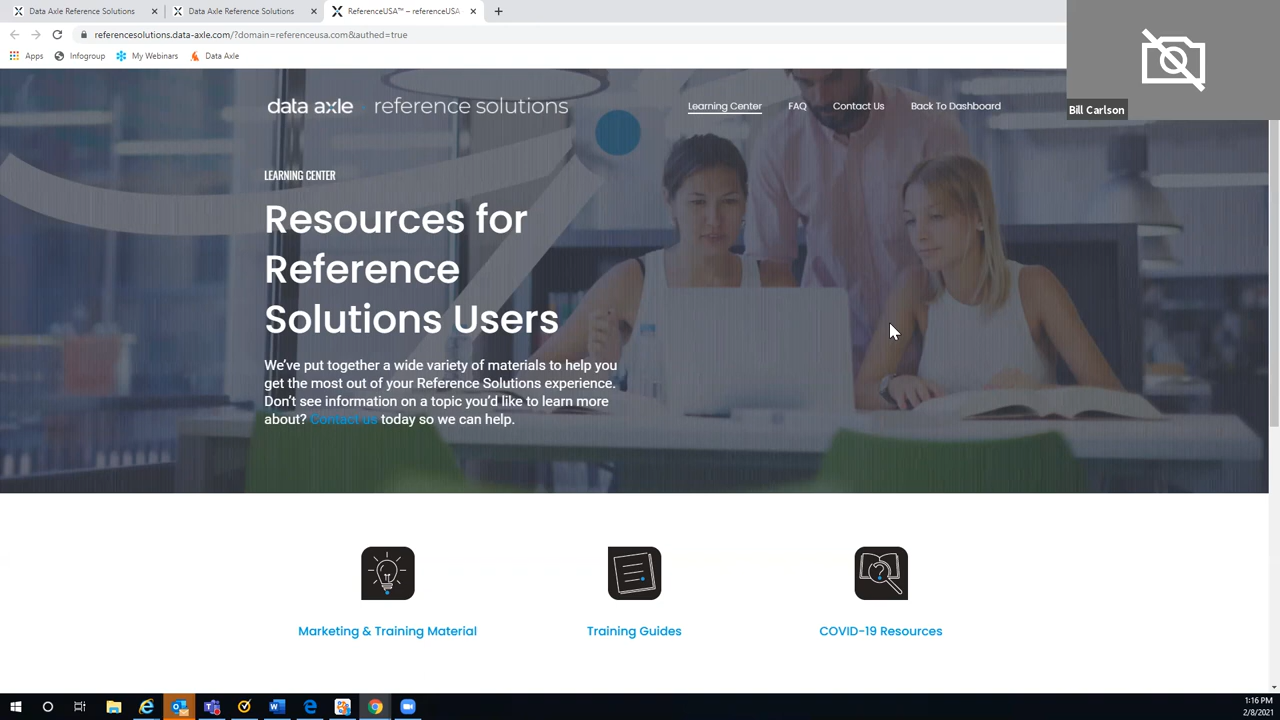 Data Axle Reference Solutions
Data Axle Reference Solutions
ReferenceUSA™ – referenceUSA
referencesolutions.data-axle.com/?domain=referenceusa.com&authed=true
Apps
Infogroup
My Webinars
Data Axle
Bill Carlson
data axle reference solutions
Learning Center
FAQ
Contact Us
Back To Dashboard
LEARNING CENTER
Resources for
Reference
Solutions Users
We've put together a wide variety of materials to help you
get the most out of your Reference Solutions experience.
Don't see information on a topic you'd like to learn more
about? Contact us today so we can help.
Marketing & Training Material
Training Guides
COVID-19 Resources
1:16 PM
2/8/2021